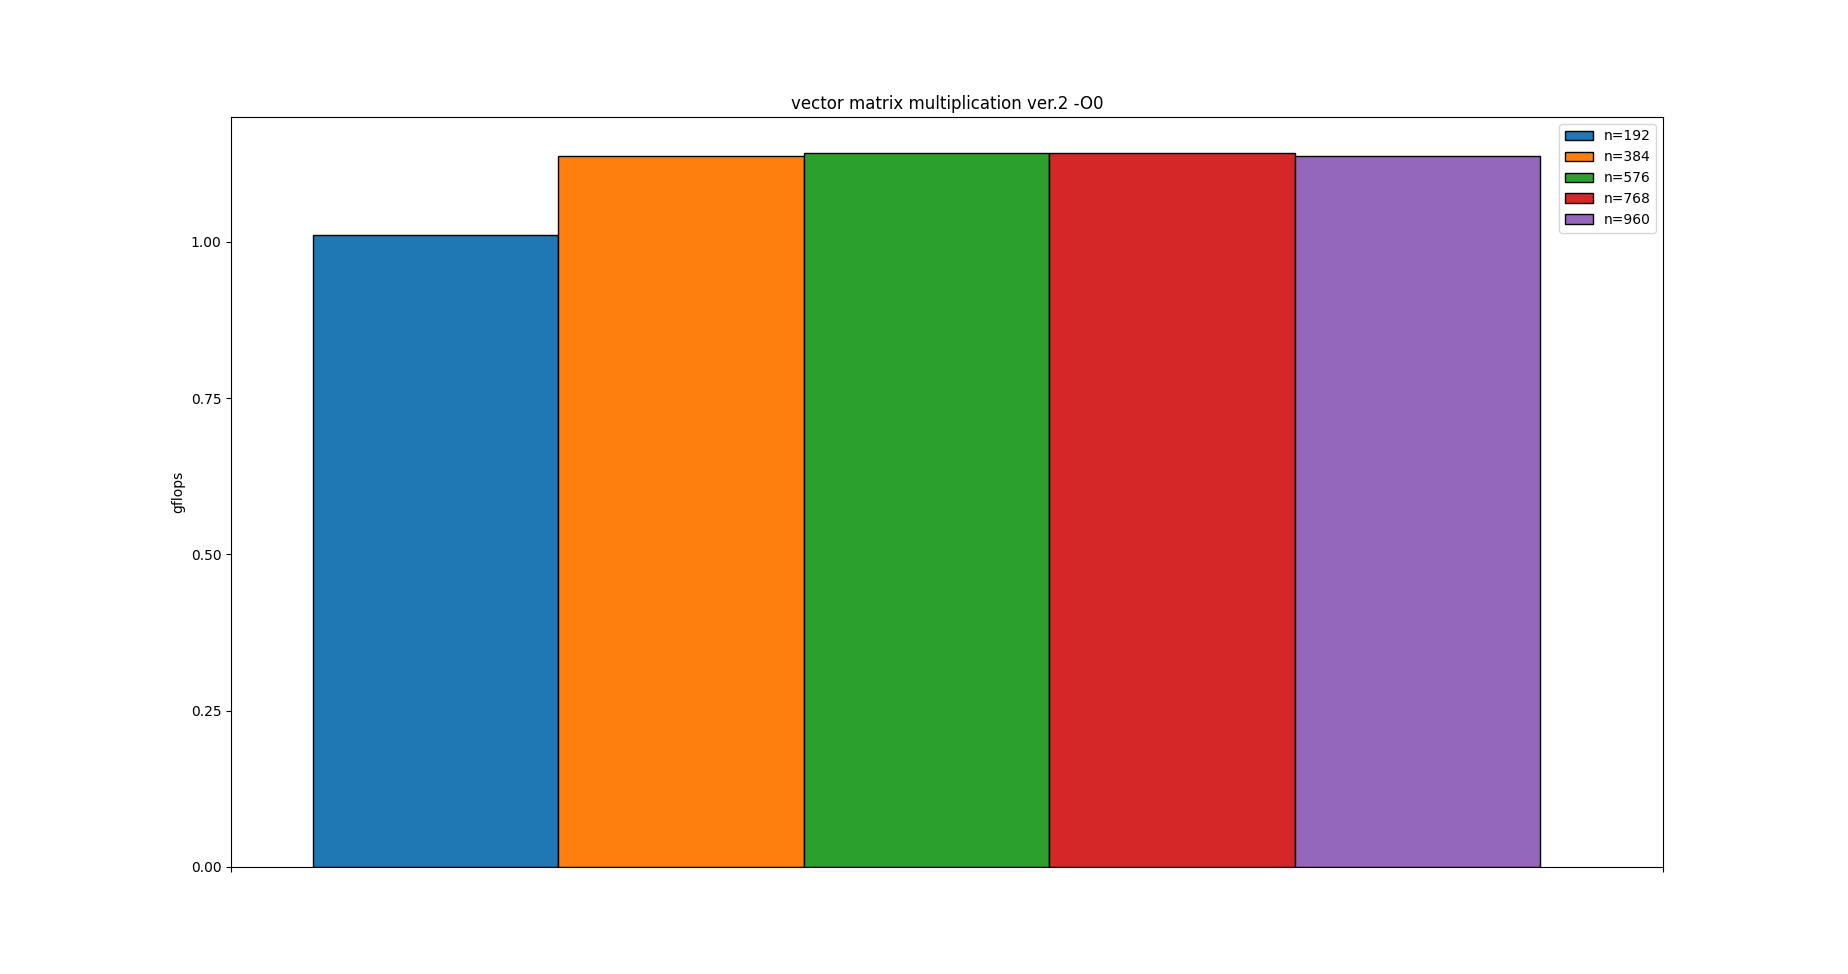 vector matrix multiplication ver.2 -O0
n=192
n=384
n=576
n=768
n=960
1.00
0.75
0.50
0.25
0.00
gflops